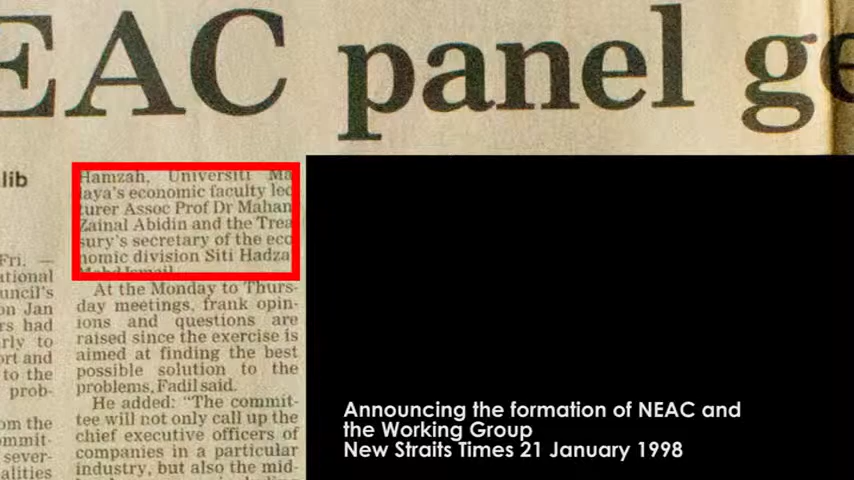 EAC panel ge
lib
Fri. —
ational
uncil's
on Jan
rs had
rly to
ort and
to the
prob-
om the
ommit-
sever-
alities
Hamzah, Universiti Ma
laya's economic faculty lec
turer Assoc Prof Dr Mahan
Zainal Abidin and the Trea
sury's secretary of the eco
nomic division Siti Hadza
Mohd Ismail
At the Monday to Thurs-
day meetings, frank opin-
ions and questions are
raised since the exercise is
aimed at finding the best
possible solution to the
problems, Fadil said.
He added: “The commit-
tee will not only call up the
chief executive officers of
companies in a particular
industry, but also the mid-
Announcing the formation of NEAC and
the Working Group
New Straits Times 21 January 1998